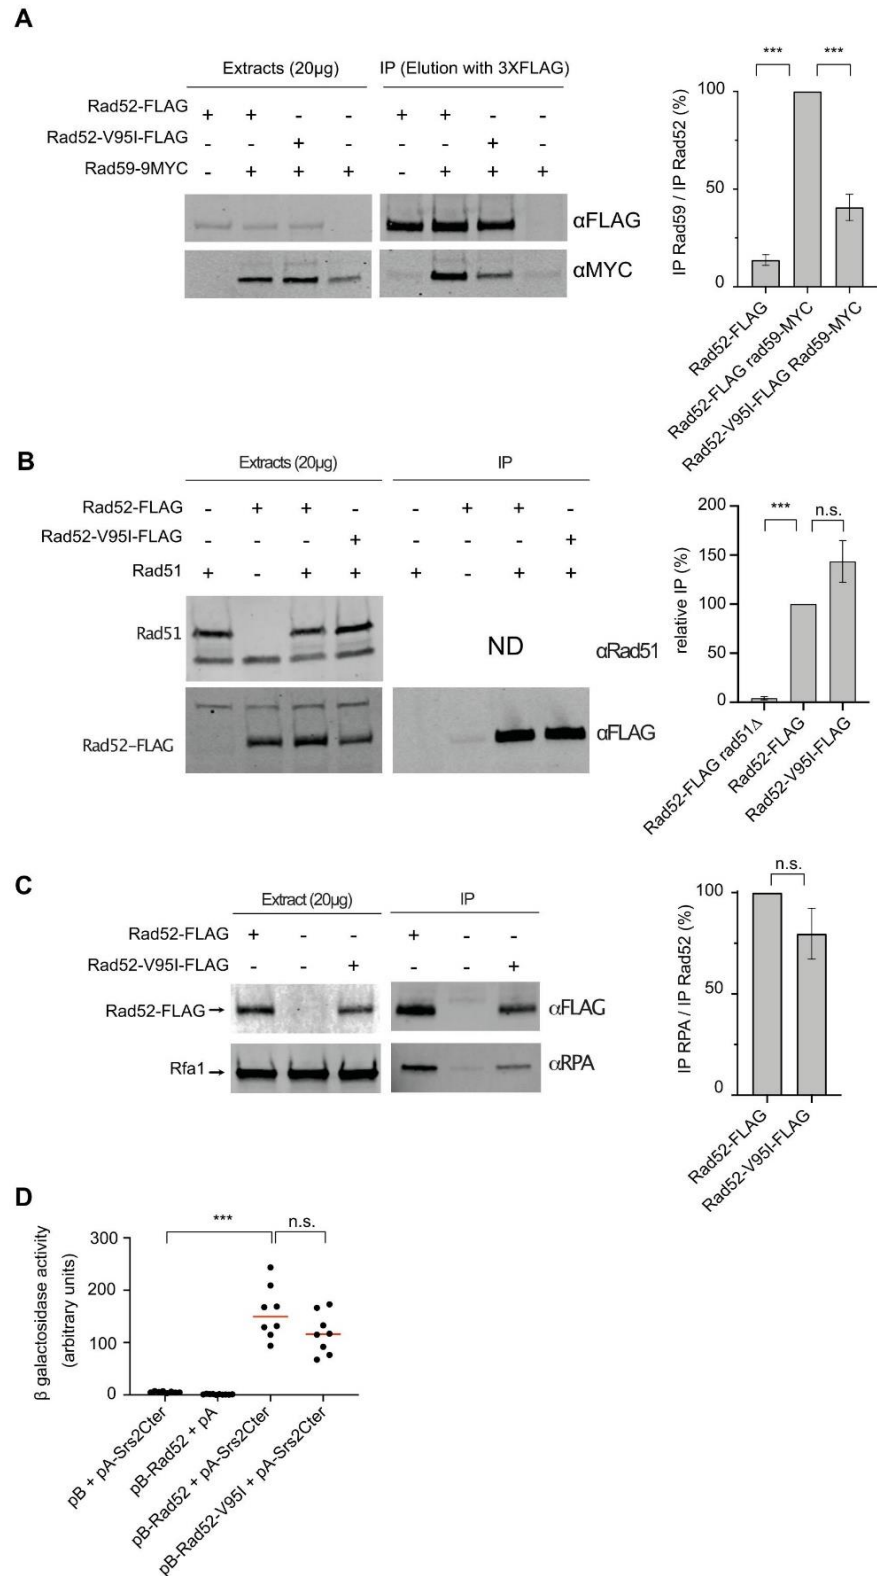 A
Extracts (20µg) IP (Elution with 3XFLAG)
Rad52-FLAG + + - - + + - -
Rad52-V95I-FLAG - - + - - - + -
Rad59-9MYC - + + + - + + +
αFLAG
αMYC
*** ***
100
50
0
IP Rad59 / IP Rad52 (%)
Rad52-FLAG
Rad52-FLAG rad59-MYC
Rad52-V95I-FLAG Rad59-MYC
B
Extracts (20µg) IP
Rad52-FLAG - + + - - + + -
Rad52-V95I-FLAG - - - + - - - +
Rad51 + - + + + - + +
Rad51
ND
αRad51
Rad52-FLAG
αFLAG
*** n.s.
200
150
100
50
0
relative IP (%)
Rad52-FLAG rad51Δ
Rad52-FLAG
Rad52-V95I-FLAG
C
Extract (20µg) IP
Rad52-FLAG + - - + - -
Rad52-V95I-FLAG - - + - - +
Rad52-FLAG→
αFLAG
Rfa1→
αRPA
n.s.
100
50
0
IP RPA / IP Rad52 (%)
Rad52-FLAG
Rad52-V95I-FLAG
D
*** n.s.
300
200
100
0
β galactosidase activity
(arbitrary units)
pB + pA-Srs2Cter
pB-Rad52 + pA
pB-Rad52 + pA-Srs2Cter
pB-Rad52-V95I + pA-Srs2Cter